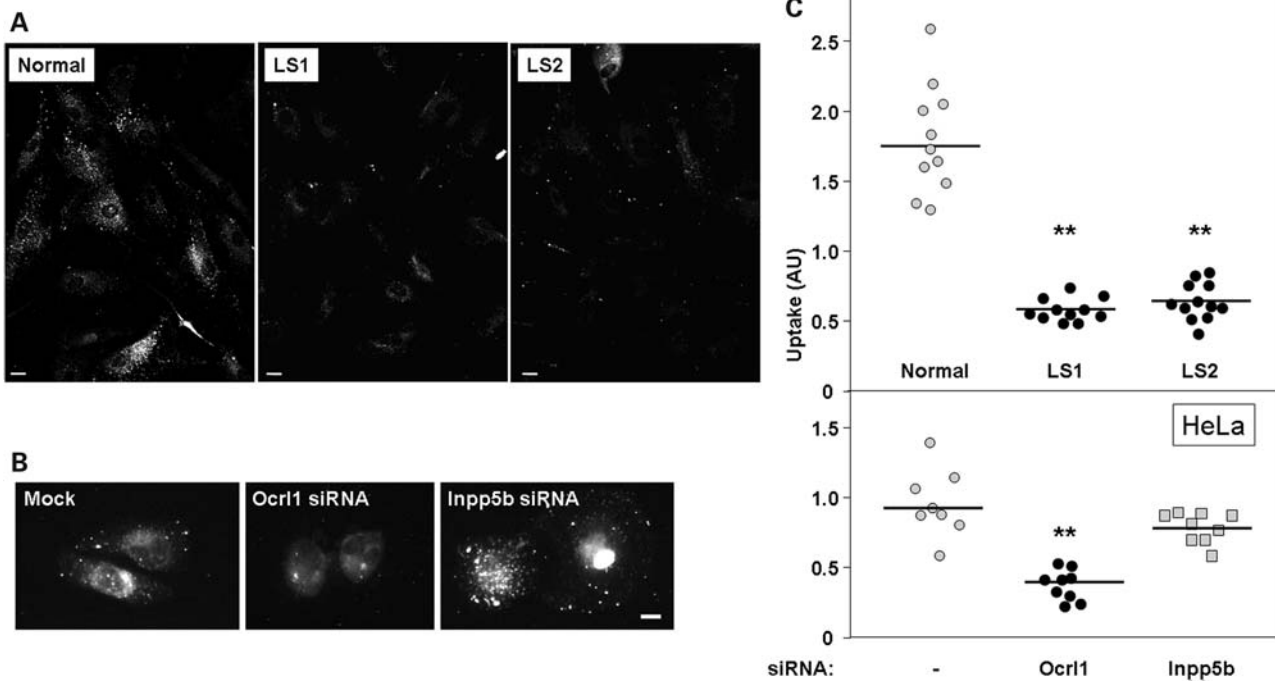 A
Normal
LS1
LS2
B
Mock
Ocrl1 siRNA
Inpp5b siRNA
C
Uptake (AU)
2.5
2.0
1.5
1.0
0.5
0
Normal
LS1
LS2
**
**
HeLa
1.5
1.0
0.5
0
**
siRNA:
-
Ocrl1
Inpp5b